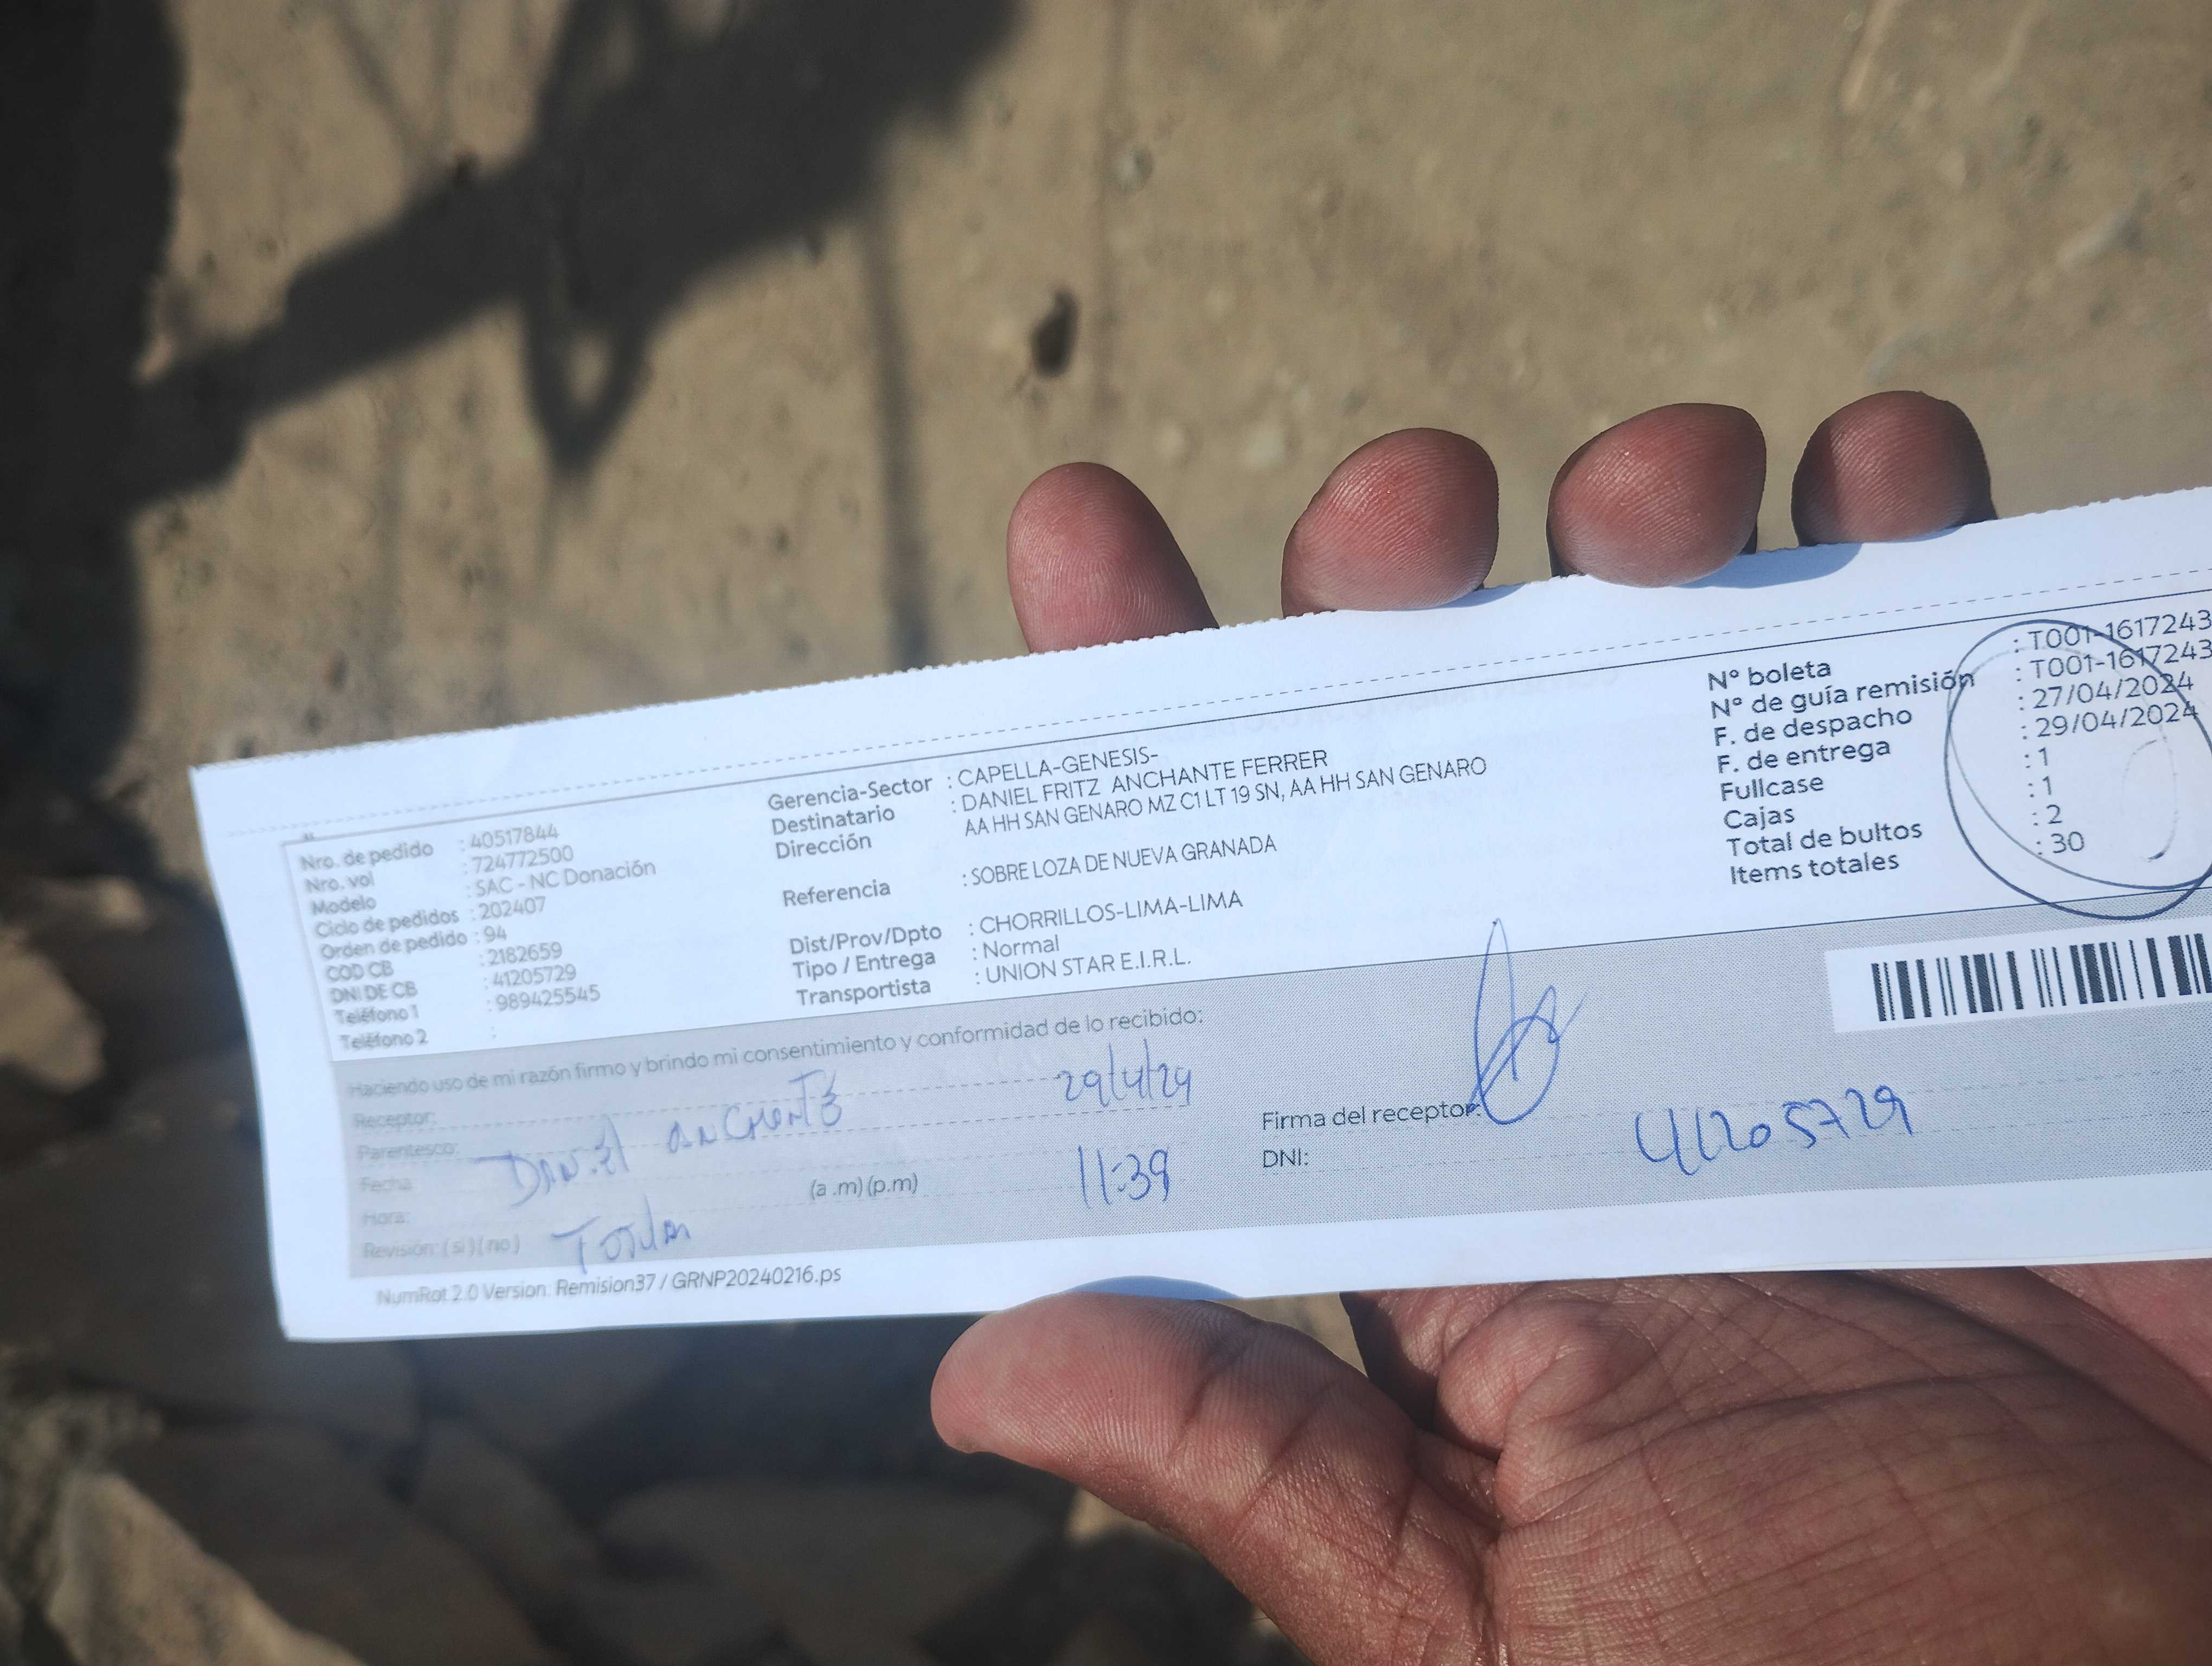 Nro. de pedido : 40517844
Nro. vol : 724772500
Modelo : SAC - NC Donación
Ciclo de pedidos : 202407
Orden de pedido : 94
COD CB : 2182659
DNI DE CB : 41205729
Teléfono 1 : 989425545
Teléfono 2 :
Gerencia-Sector : CAPELLA-GENESIS-
Destinatario : DANIEL FRITZ ANCHANTE FERRER
Dirección AA HH SAN GENARO MZ C1 LT 19 SN, AA HH SAN GENARO
Referencia : SOBRE LOZA DE NUEVA GRANADA
Dist/Prov/Dpto : CHORRILLOS-LIMA-LIMA
Tipo / Entrega : Normal
Transportista : UNION STAR E.I.R.L.
N° boleta : T001-1617243
N° de guía remisión : T001-1617243
F. de despacho : 27/04/2024
F. de entrega : 29/04/2024
Fullcase : 1
Cajas : 1
Total de bultos : 2
Items totales : 30
Haciendo uso de mi razón firmo y brindo mi consentimiento y conformidad de lo recibido:
Receptor:
Parentesco:
Fecha:
Hora:
Revisión: (si) (no)
(a .m) (p.m)
29/4/24
11:39
Firma del receptor:
DNI: 41205729
NumRot 2.0 Version: Remision37 / GRNP20240216.ps